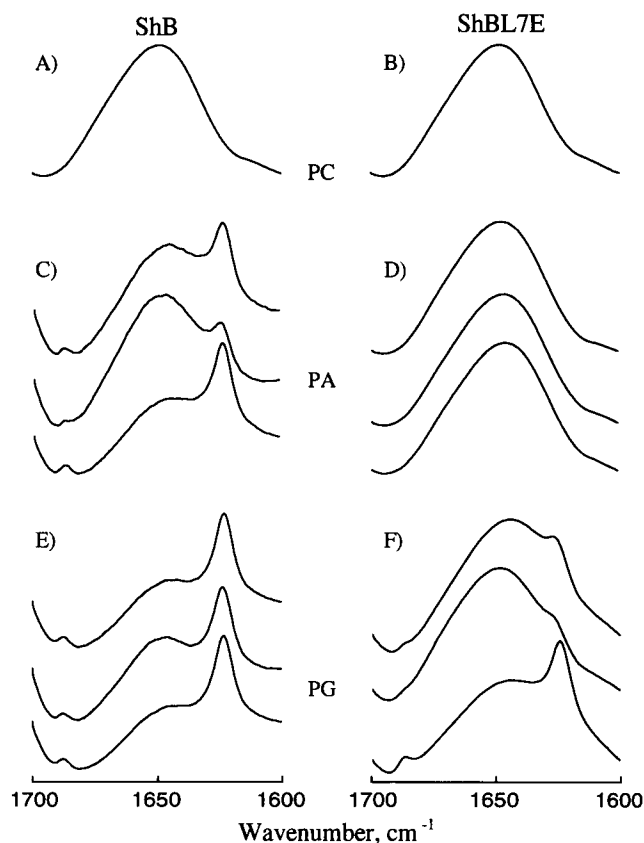 ShB ShBL7E
A) B)
PC
C) D)
PA
E) F)
PG
1700 1650 1600 1700 1650 1600
Wavenumber, cm⁻¹